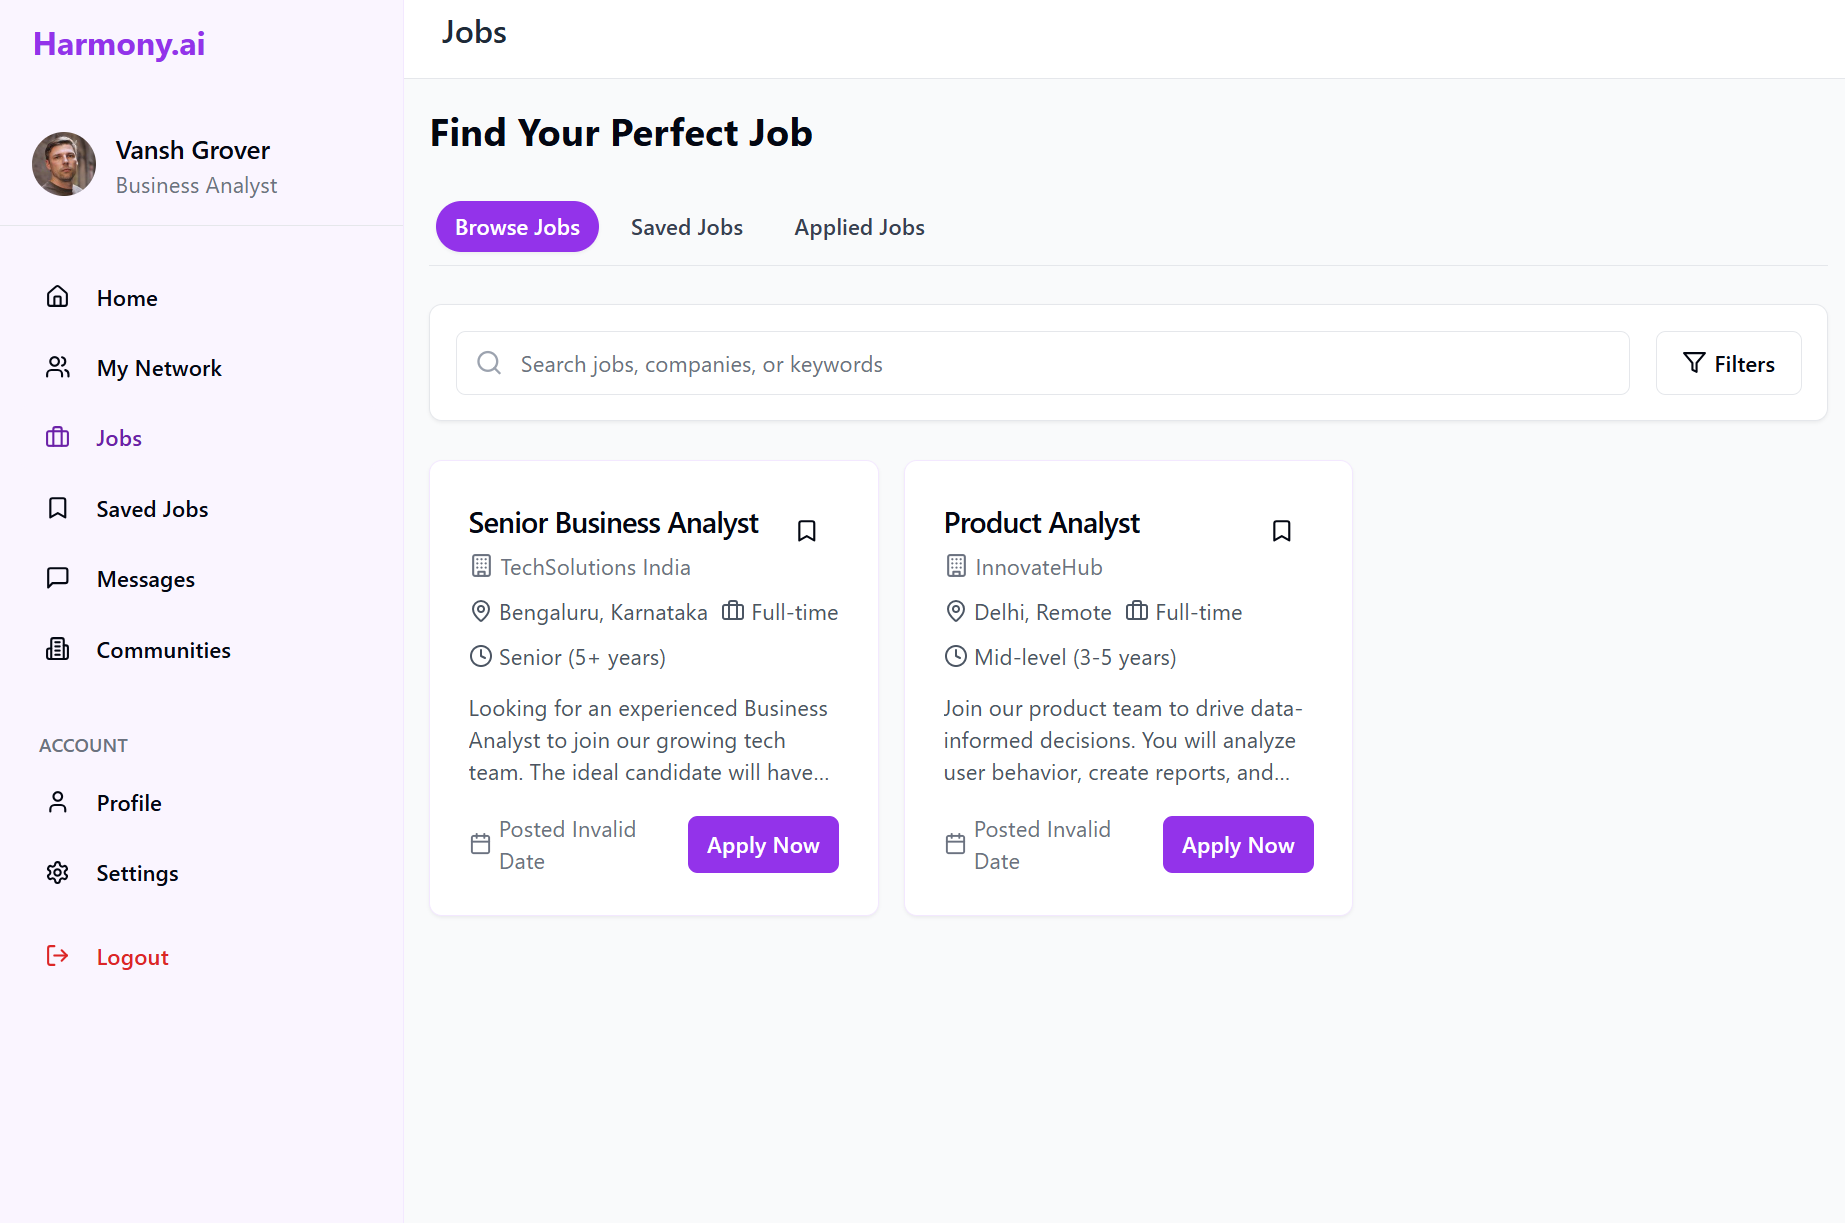 Harmony.ai
Vansh Grover
Business Analyst
Home
My Network
Jobs
Saved Jobs
Messages
Communities
ACCOUNT
Profile
Settings
Logout
Jobs
Find Your Perfect Job
Browse Jobs
Saved Jobs
Applied Jobs
Search jobs, companies, or keywords
Filters
Senior Business Analyst
TechSolutions India
Bengaluru, Karnataka
Full-time
Senior (5+ years)
Looking for an experienced Business
Analyst to join our growing tech
team. The ideal candidate will have...
Posted Invalid
Date
Apply Now
Product Analyst
InnovateHub
Delhi, Remote
Full-time
Mid-level (3-5 years)
Join our product team to drive data-
informed decisions. You will analyze
user behavior, create reports, and...
Posted Invalid
Date
Apply Now